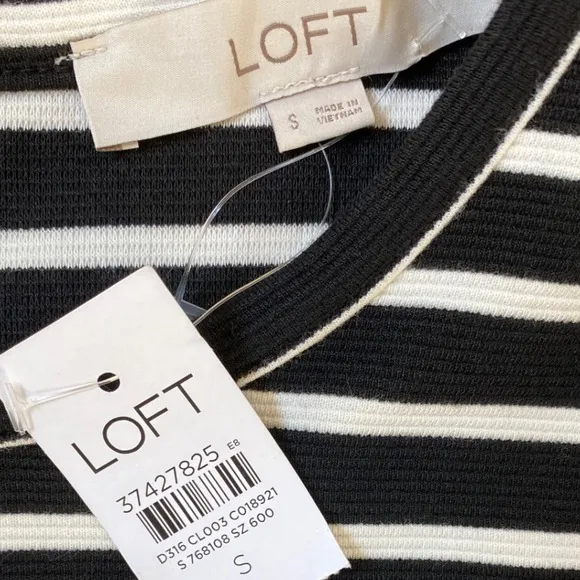 LOFT
S
MADE IN
VIETNAM
LOFT
37427825 E8
D316 CL003 C018921
S 768108 SZ 600
S